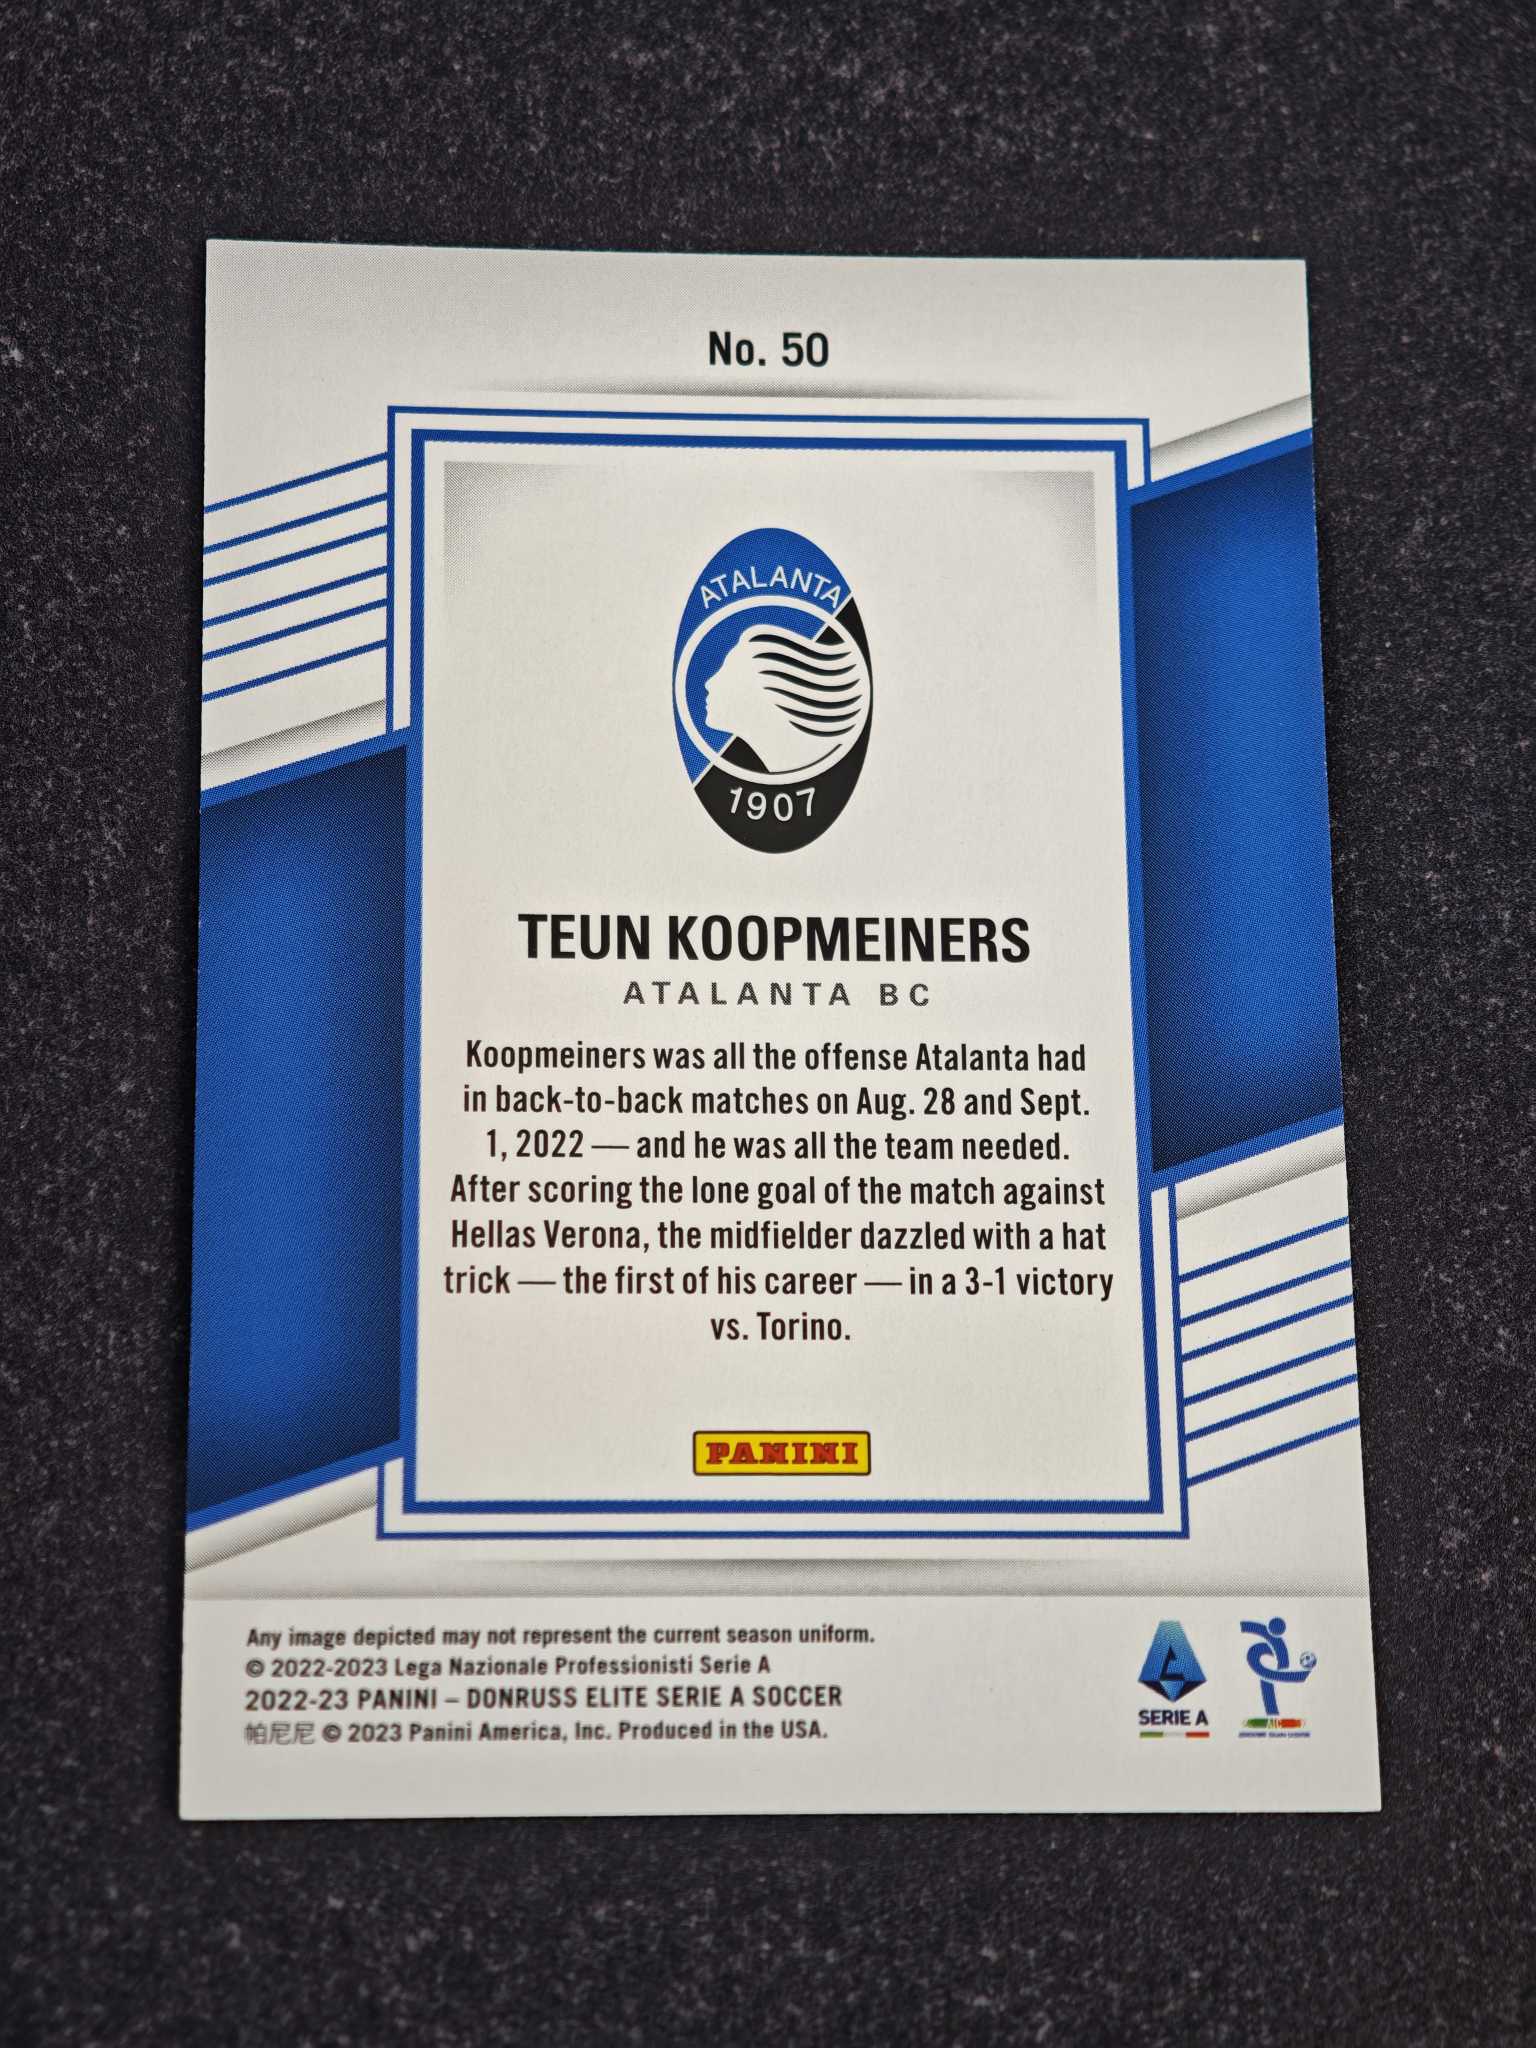 No. 50
ATALANTA
1907
TEUN KOOPMEINERS
ATALANTA BC
Koopmeiners was all the offense Atalanta had
in back-to-back matches on Aug. 28 and Sept.
1, 2022 — and he was all the team needed.
After scoring the lone goal of the match against
Hellas Verona, the midfielder dazzled with a hat
trick — the first of his career — in a 3-1 victory
vs. Torino.
PANINI
Any image depicted may not represent the current season uniform.
© 2022-2023 Lega Nazionale Professionisti Serie A
2022-23 PANINI – DONRUSS ELITE SERIE A SOCCER
帕尼尼 © 2023 Panini America, Inc. Produced in the USA.
SERIE A
AIC